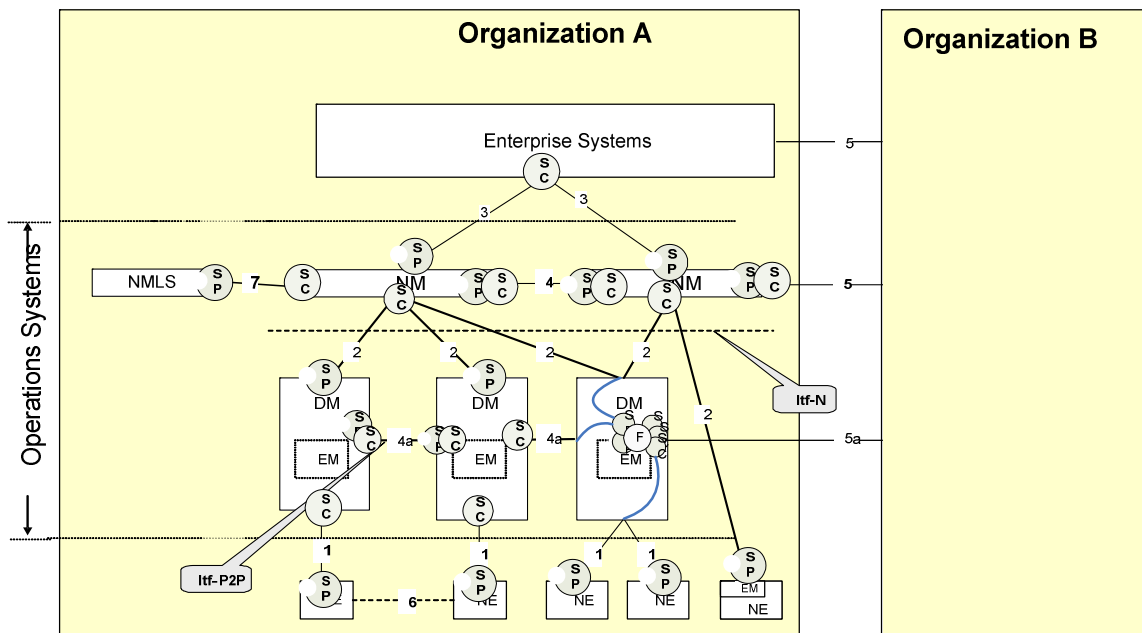 Organization A
Organization B
Enterprise Systems
5
S C
3
3
Operations Systems
S P
S P
NMLS
S P
7
S C
NM
S P
S C
4
S P
S C
NM
S P
S C
5
S C
S C
2
2
2
2
Itf-N
S P
S P
2
DM
DM
DM
S P
S C
4a
S P
S C
S C
4a
S
F
S
5a
EM
EM
EM
S C
S C
1
1
1
1
S P
Itf-P2P
S P
S P
S P
S P
EM
6
NE
NE
NE
NE